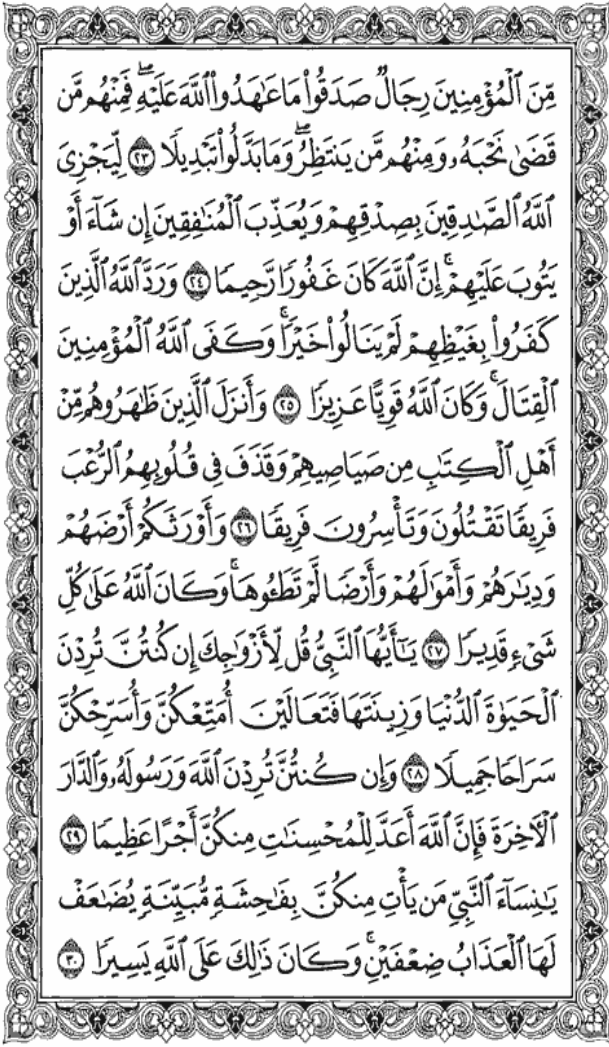 مِّنَ ٱلْمُؤْمِنِينَ رِجَالٌ صَدَقُوا۟ مَا عَٰهَدُوا۟ ٱللَّهَ عَلَيْهِ ۖ فَمِنْهُم مَّن
قَضَىٰ نَحْبَهُۥ وَمِنْهُم مَّن يَنتَظِرُ ۖ وَمَا بَدَّلُوا۟ تَبْدِيلًا ٢٣ لِّيَجْزِىَ
ٱللَّهُ ٱلصَّٰدِقِينَ بِصِدْقِهِمْ وَيُعَذِّبَ ٱلْمُنَٰفِقِينَ إِن شَآءَ أَوْ
يَتُوبَ عَلَيْهِمْ ۚ إِنَّ ٱللَّهَ كَانَ غَفُورًا رَّحِيمًا ٢٤ وَرَدَّ ٱللَّهُ ٱلَّذِينَ
كَفَرُوا۟ بِغَيْظِهِمْ لَمْ يَنَالُوا۟ خَيْرًا ۚ وَكَفَى ٱللَّهُ ٱلْمُؤْمِنِينَ
ٱلْقِتَالَ ۚ وَكَانَ ٱللَّهُ قَوِيًّا عَزِيزًا ٢٥ وَأَنزَلَ ٱلَّذِينَ ظَٰهَرُوهُم مِّنْ
أَهْلِ ٱلْكِتَٰبِ مِن صَيَاصِيهِمْ وَقَذَفَ فِى قُلُوبِهِمُ ٱلرُّعْبَ
فَرِيقًا تَقْتُلُونَ وَتَأْسِرُونَ فَرِيقًا ٢٦ وَأَوْرَثَكُمْ أَرْضَهُمْ
وَدِيَٰرَهُمْ وَأَمْوَٰلَهُمْ وَأَرْضًا لَّمْ تَطَـُٔوهَا ۚ وَكَانَ ٱللَّهُ عَلَىٰ كُلِّ
شَىْءٍ قَدِيرًا ٢٧ يَٰٓأَيُّهَا ٱلنَّبِىُّ قُل لِّأَزْوَٰجِكَ إِن كُنتُنَّ تُرِدْنَ
ٱلْحَيَوٰةَ ٱلدُّنْيَا وَزِينَتَهَا فَتَعَالَيْنَ أُمَتِّعْكُنَّ وَأُسَرِّحْكُنَّ
سَرَاحًا جَمِيلًا ٢٨ وَإِن كُنتُنَّ تُرِدْنَ ٱللَّهَ وَرَسُولَهُۥ وَٱلدَّارَ
ٱلْءَاخِرَةَ فَإِنَّ ٱللَّهَ أَعَدَّ لِلْمُحْسِنَٰتِ مِنكُنَّ أَجْرًا عَظِيمًا ٢٩
يَٰنِسَآءَ ٱلنَّبِىِّ مَن يَأْتِ مِنكُنَّ بِفَٰحِشَةٍ مُّبَيِّنَةٍ يُضَٰعَفْ
لَهَا ٱلْعَذَابُ ضِعْفَيْنِ ۚ وَكَانَ ذَٰلِكَ عَلَى ٱللَّهِ يَسِيرًا ٣٠